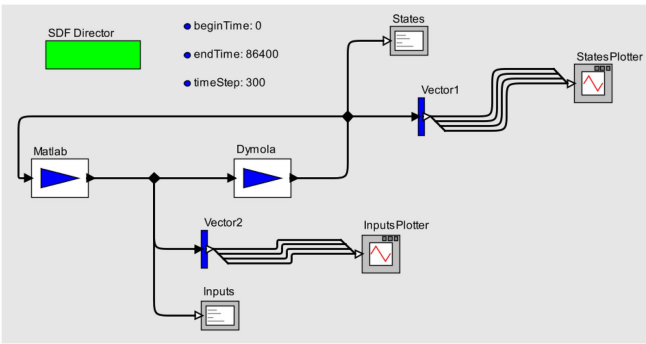 States
SDF Director
beginTime: 0
endTime: 86400
timeStep: 300
StatesPlotter
Vector1
Matlab
Dymola
Vector2
InputsPlotter
Inputs